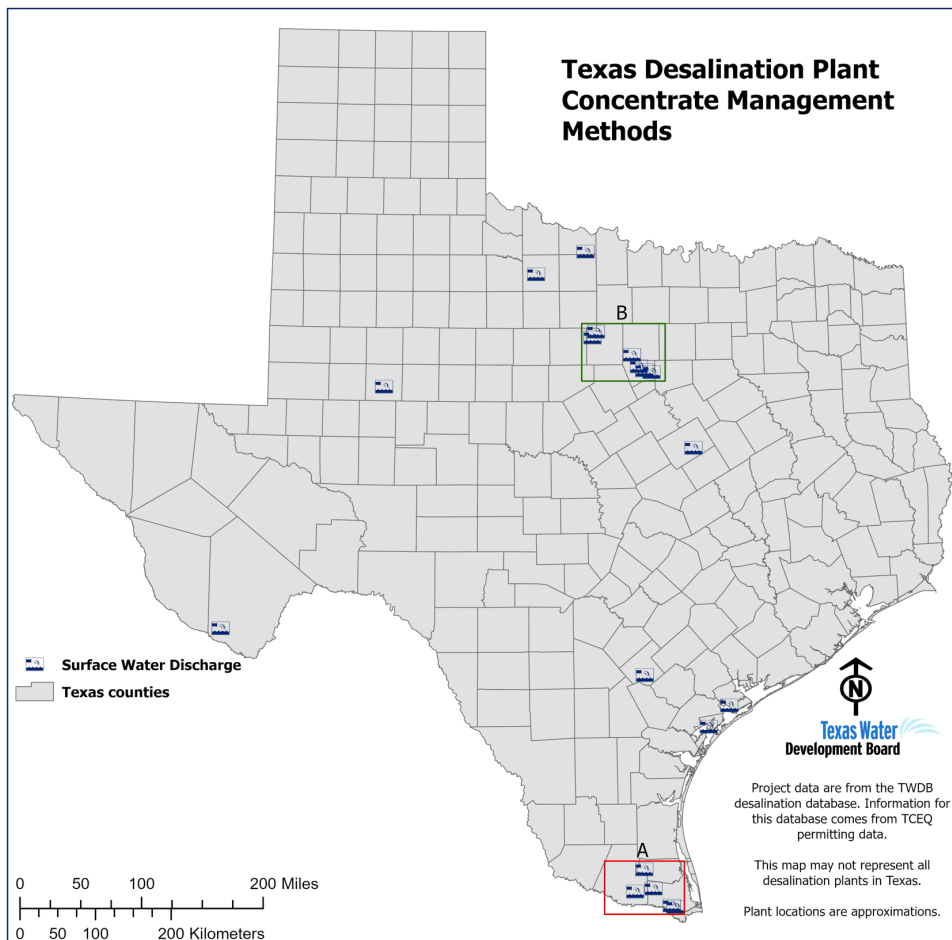 Texas Desalination Plant
Concentrate Management
Methods
B
Surface Water Discharge
Texas counties
N
Texas Water
Development Board
Project data are from the TWDB
desalination database. Information for
this database comes from TCEQ
permitting data.
This map may not represent all
desalination plants in Texas.
Plant locations are approximations.
A
0 50 100 200 Miles
0 50 100 200 Kilometers